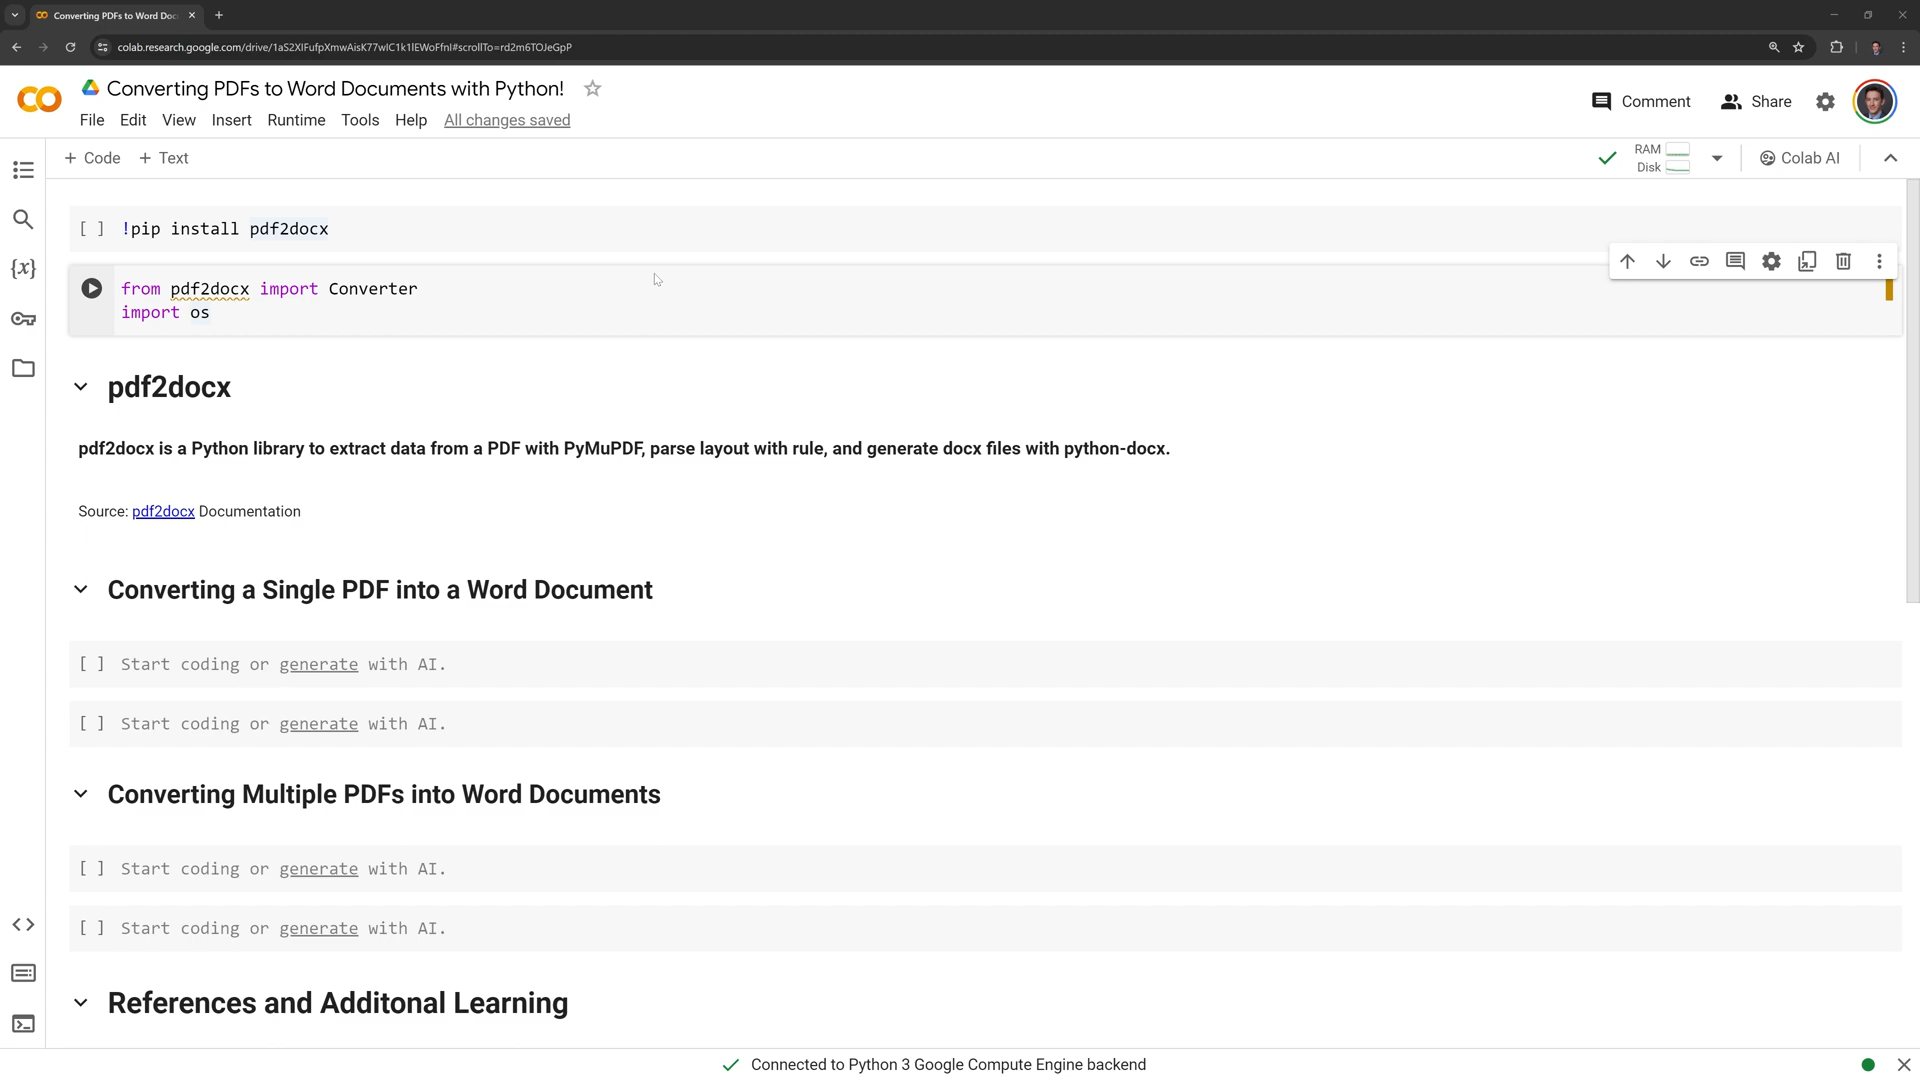 Converting PDFs to Word Doc
colab.research.google.com/drive/1aS2XIFufpXmwAisK77wIC1k1lEWoFfnI#scrollTo=rd2m6TOJeGpP
Converting PDFs to Word Documents with Python!
Comment
Share
File Edit View Insert Runtime Tools Help All changes saved
+ Code + Text
RAM
Disk
Colab AI
[ ] !pip install pdf2docx
{x}
from pdf2docx import Converter
import os
pdf2docx
pdf2docx is a Python library to extract data from a PDF with PyMuPDF, parse layout with rule, and generate docx files with python-docx.
Source: pdf2docx Documentation
Converting a Single PDF into a Word Document
[ ] Start coding or generate with AI.
[ ] Start coding or generate with AI.
Converting Multiple PDFs into Word Documents
[ ] Start coding or generate with AI.
[ ] Start coding or generate with AI.
References and Additonal Learning
Connected to Python 3 Google Compute Engine backend